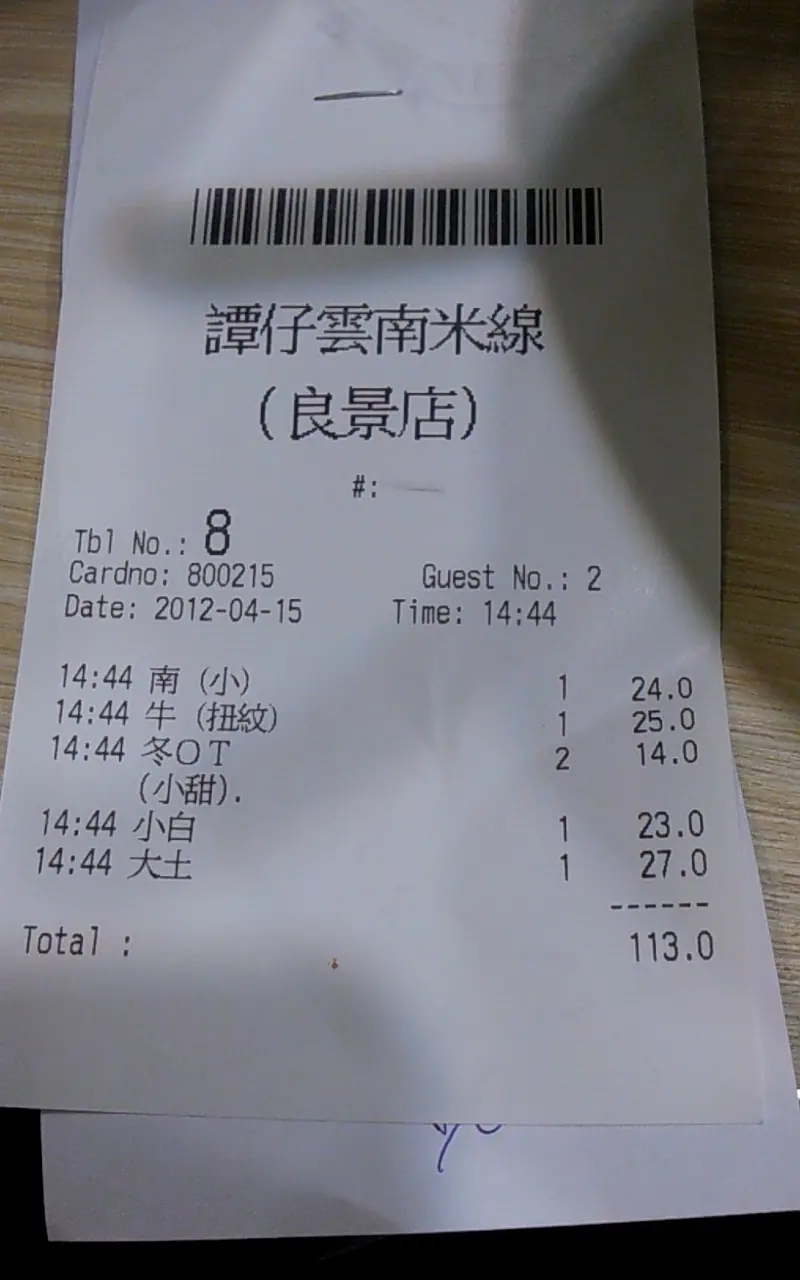 譚仔雲南米線
(良景店)
#:
Tbl No.: 8
Cardno: 800215 Guest No.: 2
Date: 2012-04-15 Time: 14:44
14:44 南 (小) 1 24.0
14:44 牛 (扭紋) 1 25.0
14:44 冬OT 2 14.0
(小甜).
14:44 小白 1 23.0
14:44 大土 1 27.0
------
Total : 113.0